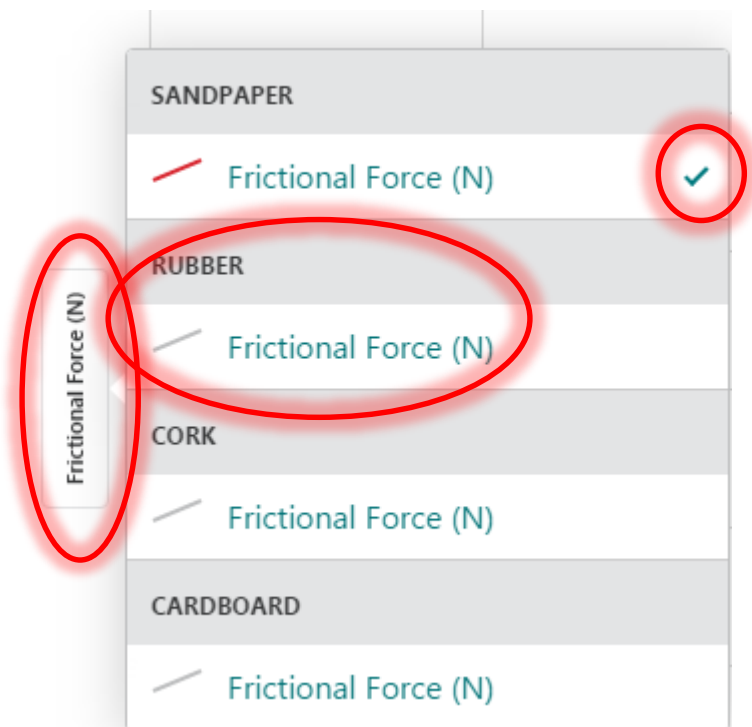 SANDPAPER
Frictional Force (N)
RUBBER
Frictional Force (N)
Frictional Force (N)
CORK
Frictional Force (N)
CARDBOARD
Frictional Force (N)